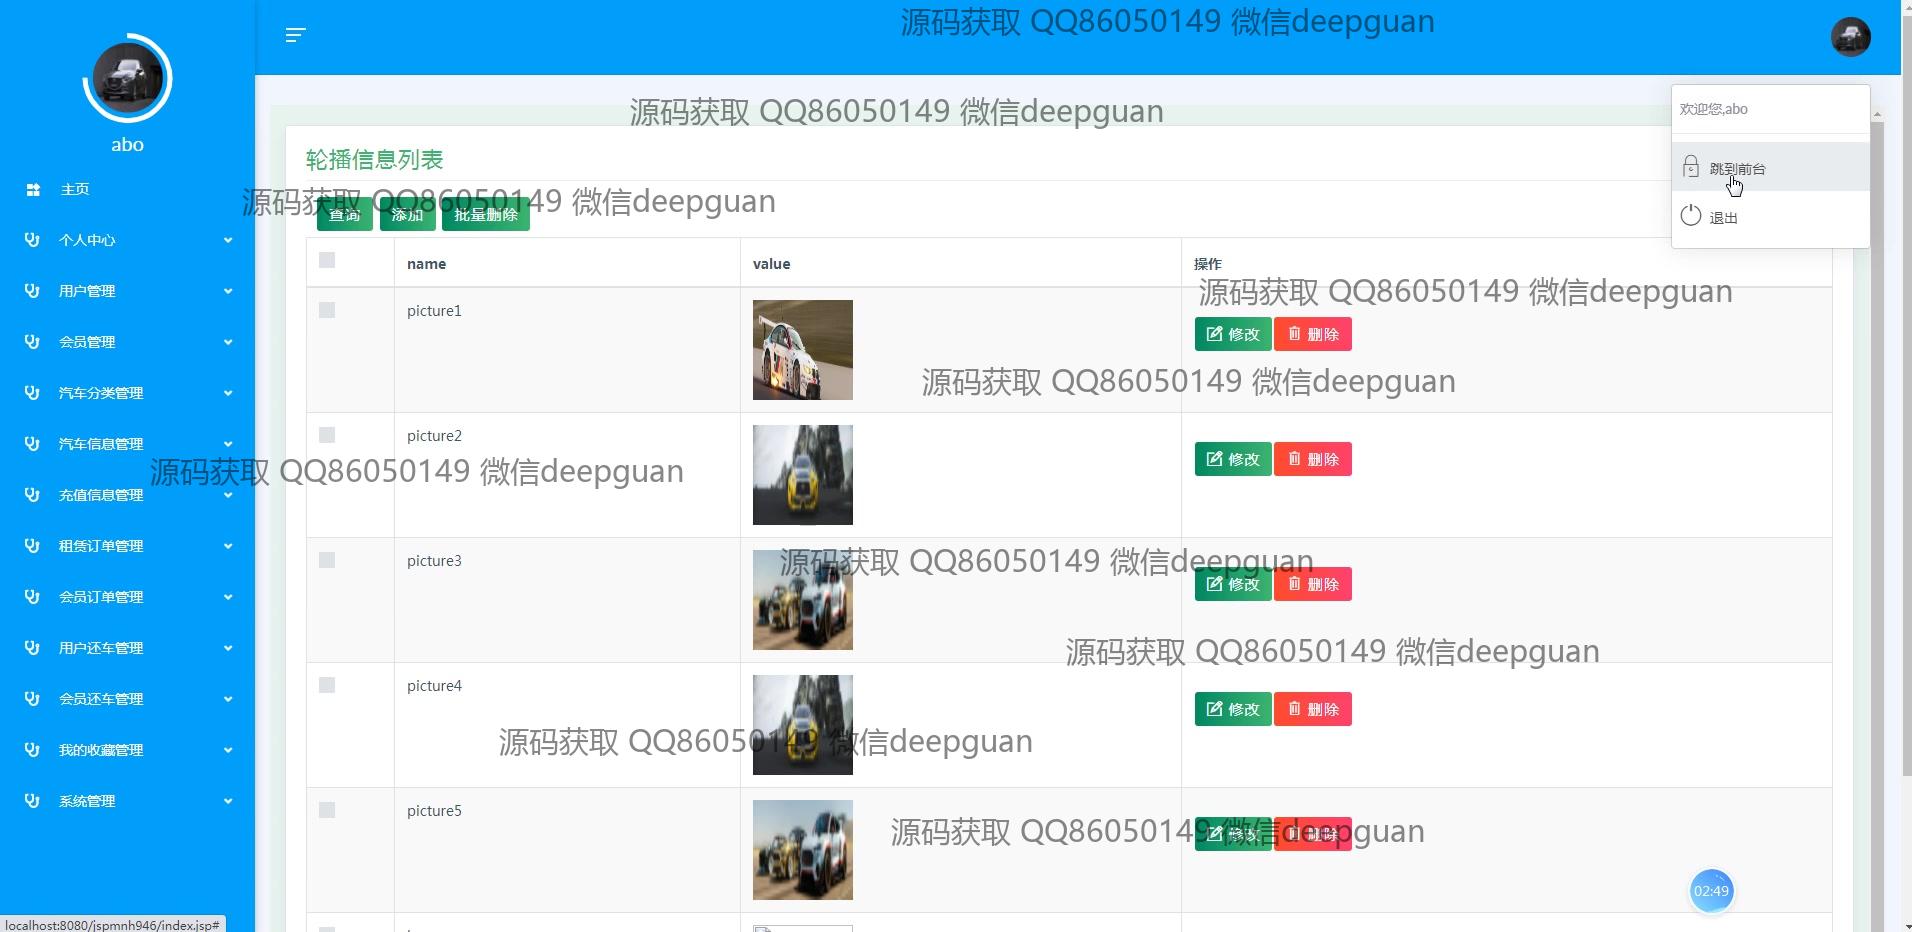 源码获取 QQ86050149 微信deepguan
abo
欢迎您,abo
跳到前台
退出
源码获取 QQ86050149 微信deepguan
轮播信息列表
源码获取 QQ86050149 微信deepguan
查询 添加 批量删除
主页
个人中心
用户管理
会员管理
汽车分类管理
汽车信息管理
充值信息管理
租赁订单管理
会员订单管理
用户还车管理
会员还车管理
我的收藏管理
系统管理
name value 操作
源码获取 QQ86050149 微信deepguan
picture1 修改 删除
源码获取 QQ86050149 微信deepguan
picture2 修改 删除
源码获取 QQ86050149 微信deepguan
picture3 修改 删除
源码获取 QQ86050149 微信deepguan
源码获取 QQ86050149 微信deepguan
picture4 修改 删除
源码获取 QQ86050149 微信deepguan
picture5 修改 删除
源码获取 QQ86050149 微信deepguan
02:49
localhost:8080/jspmnh946/index.jsp#